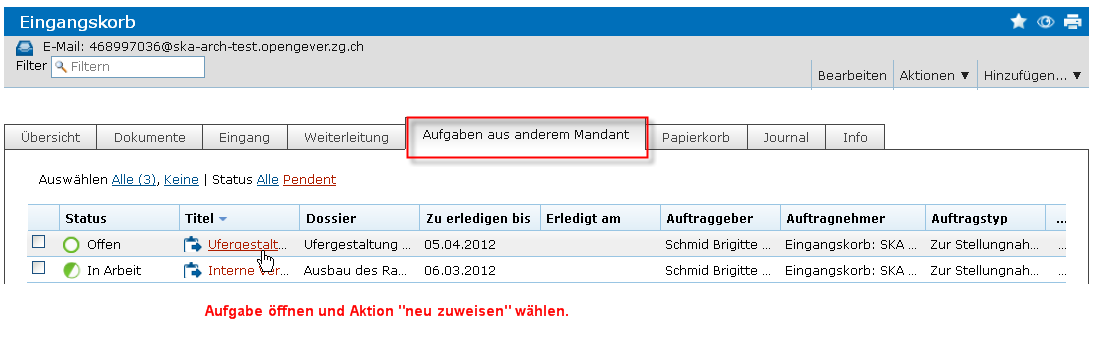 Eingangskorb
E-Mail: 468997036@ska-arch-test.opengever.zg.ch
Filter Filtern
Bearbeiten Aktionen ▼ Hinzufügen... ▼
Übersicht Dokumente Eingang Weiterleitung Aufgaben aus anderem Mandant Papierkorb Journal Info
Auswählen Alle (3), Keine | Status Alle Pendent
Status Titel Dossier Zu erledigen bis Erledigt am Auftraggeber Auftragnehmer Auftragstyp ...
Offen Ufergestalt... Ufergestaltung ... 05.04.2012 Schmid Brigitte ... Eingangskorb: SKA ... Zur Stellungnah...
In Arbeit Interne Ver... Ausbau des Ra... 06.03.2012 Schmid Brigitte ... Eingangskorb: SKA ... Zur Stellungnah...
Aufgabe öffnen und Aktion "neu zuweisen" wählen.